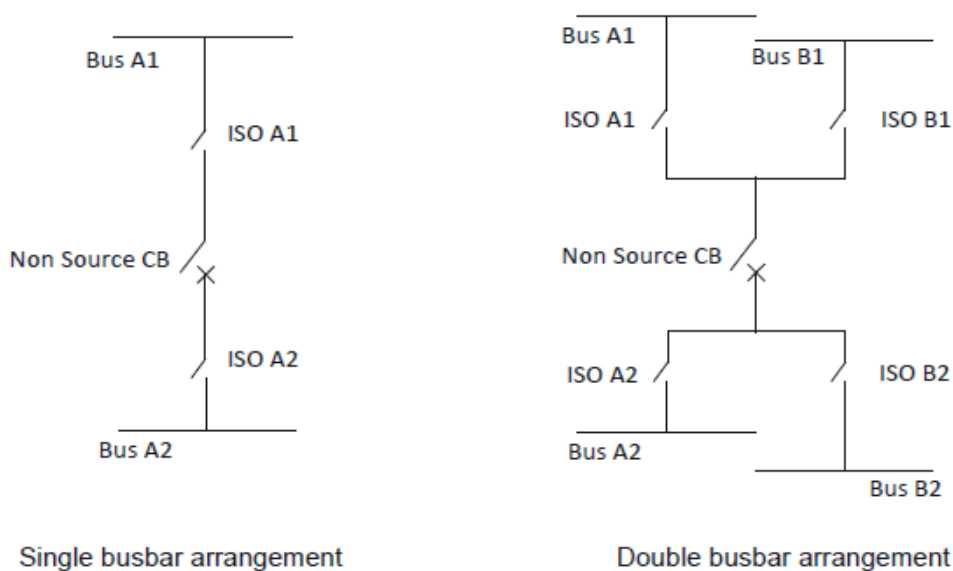 Bus A1
ISO A1
Non Source CB
ISO A2
Bus A2
Single busbar arrangement
Bus A1
Bus B1
ISO A1
ISO B1
Non Source CB
ISO A2
ISO B2
Bus A2
Bus B2
Double busbar arrangement